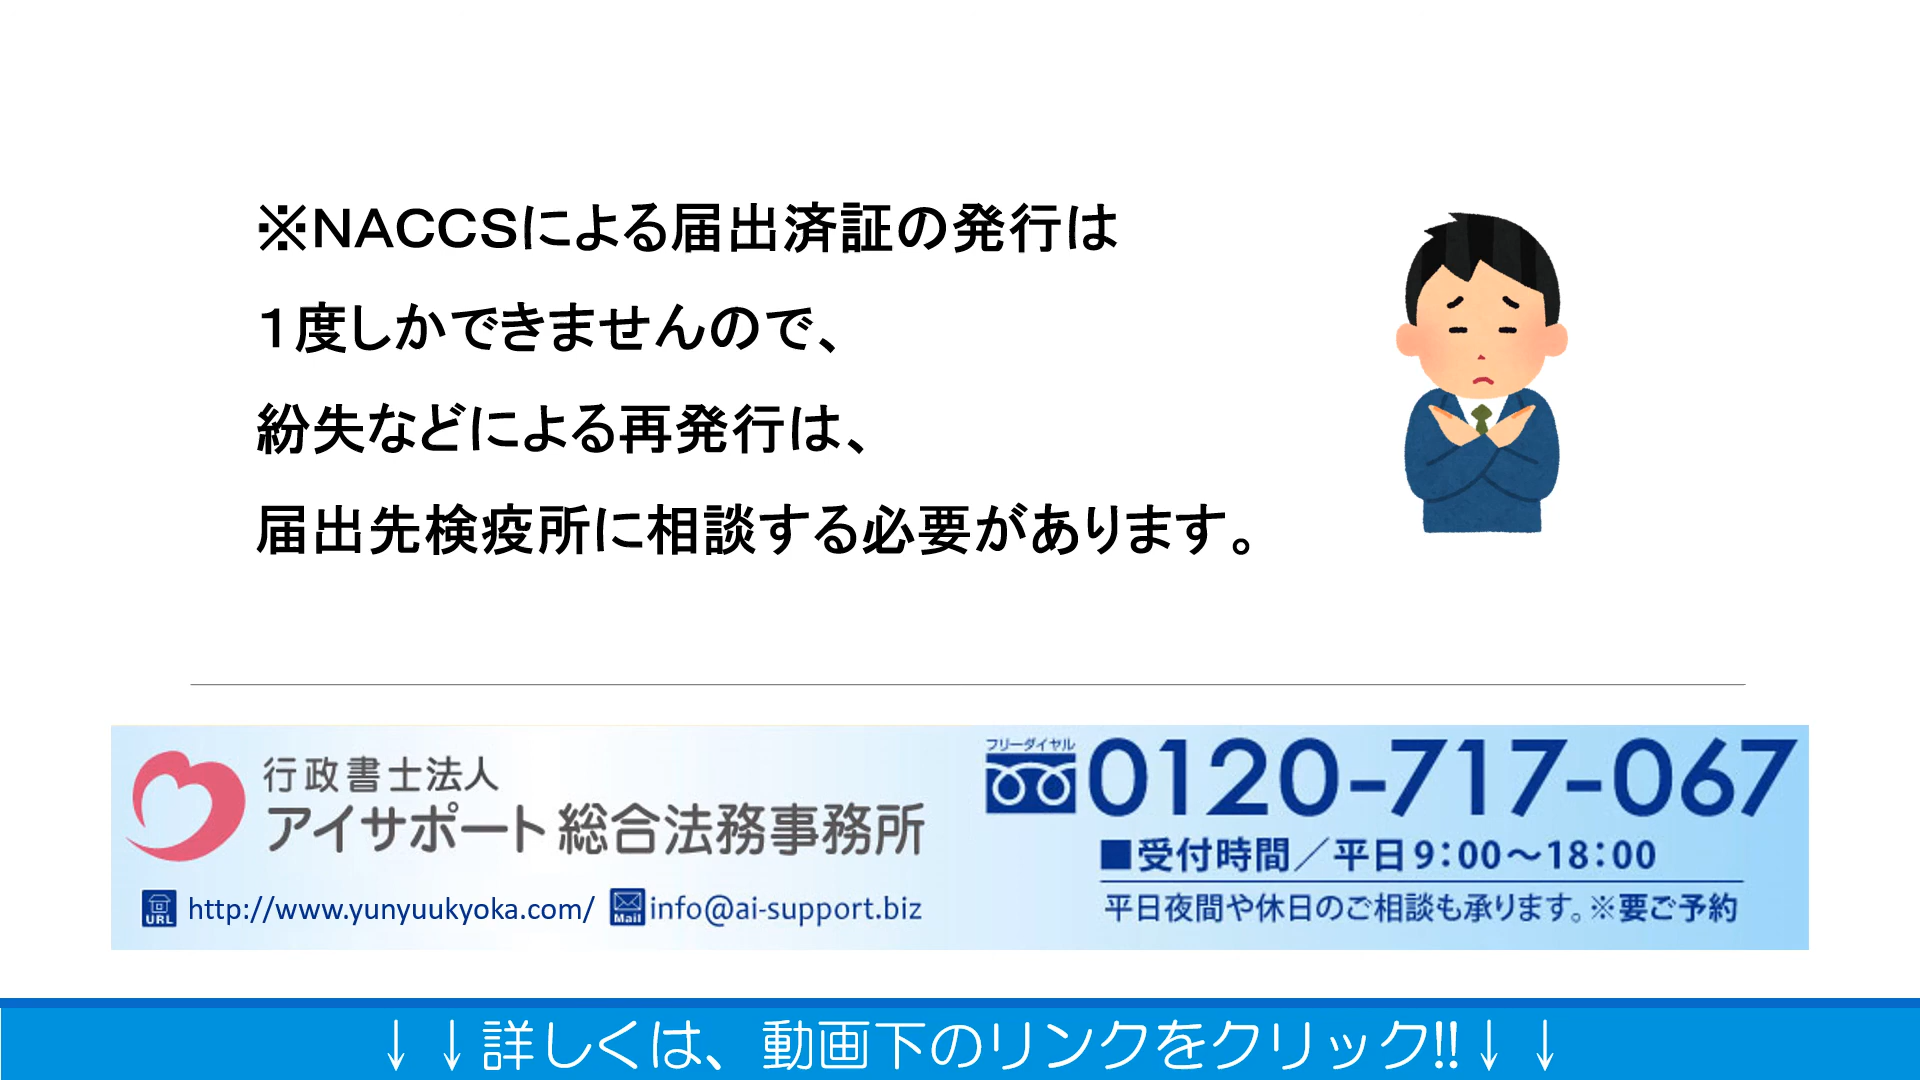 ※NACCSによる届出済証の発行は
１度しかできませんので、
紛失などによる再発行は、
届出先検疫所に相談する必要があります。
行政書士法人
アイサポート総合法務事務所
URL http://www.yunyuukyoka.com/ Mail info@ai-support.biz
フリーダイヤル
0120-717-067
■受付時間／平日9：00～18：00
平日夜間や休日のご相談も承ります。※要ご予約
↓↓詳しくは、動画下のリンクをクリック!!↓↓